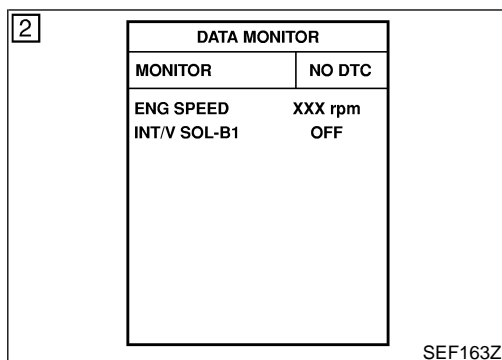 2
DATA MONITOR
MONITOR NO DTC
ENG SPEED XXX rpm
INT/V SOL-B1 OFF
SEF163Z